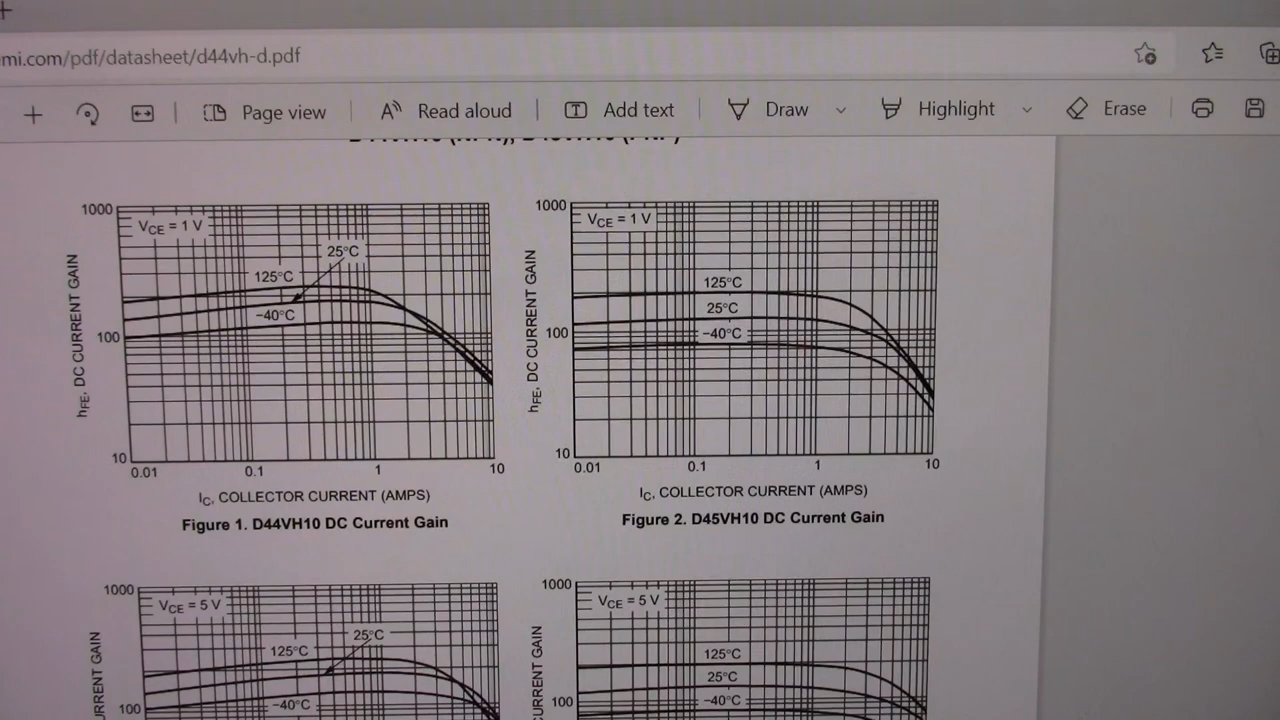 mi.com/pdf/datasheet/d44vh-d.pdf
Page view
Read aloud
Add text
Draw
Highlight
Erase
1000
VCE = 1 V
25°C
125°C
−40°C
100
10
0.01 0.1 1 10
hFE, DC CURRENT GAIN
IC, COLLECTOR CURRENT (AMPS)
Figure 1. D44VH10 DC Current Gain
1000
VCE = 1 V
125°C
25°C
−40°C
100
10
0.01 0.1 1 10
hFE, DC CURRENT GAIN
IC, COLLECTOR CURRENT (AMPS)
Figure 2. D45VH10 DC Current Gain
1000
VCE = 5 V
25°C
125°C
−40°C
100
URRENT GAIN
1000
VCE = 5 V
125°C
25°C
−40°C
100
CURRENT GAIN